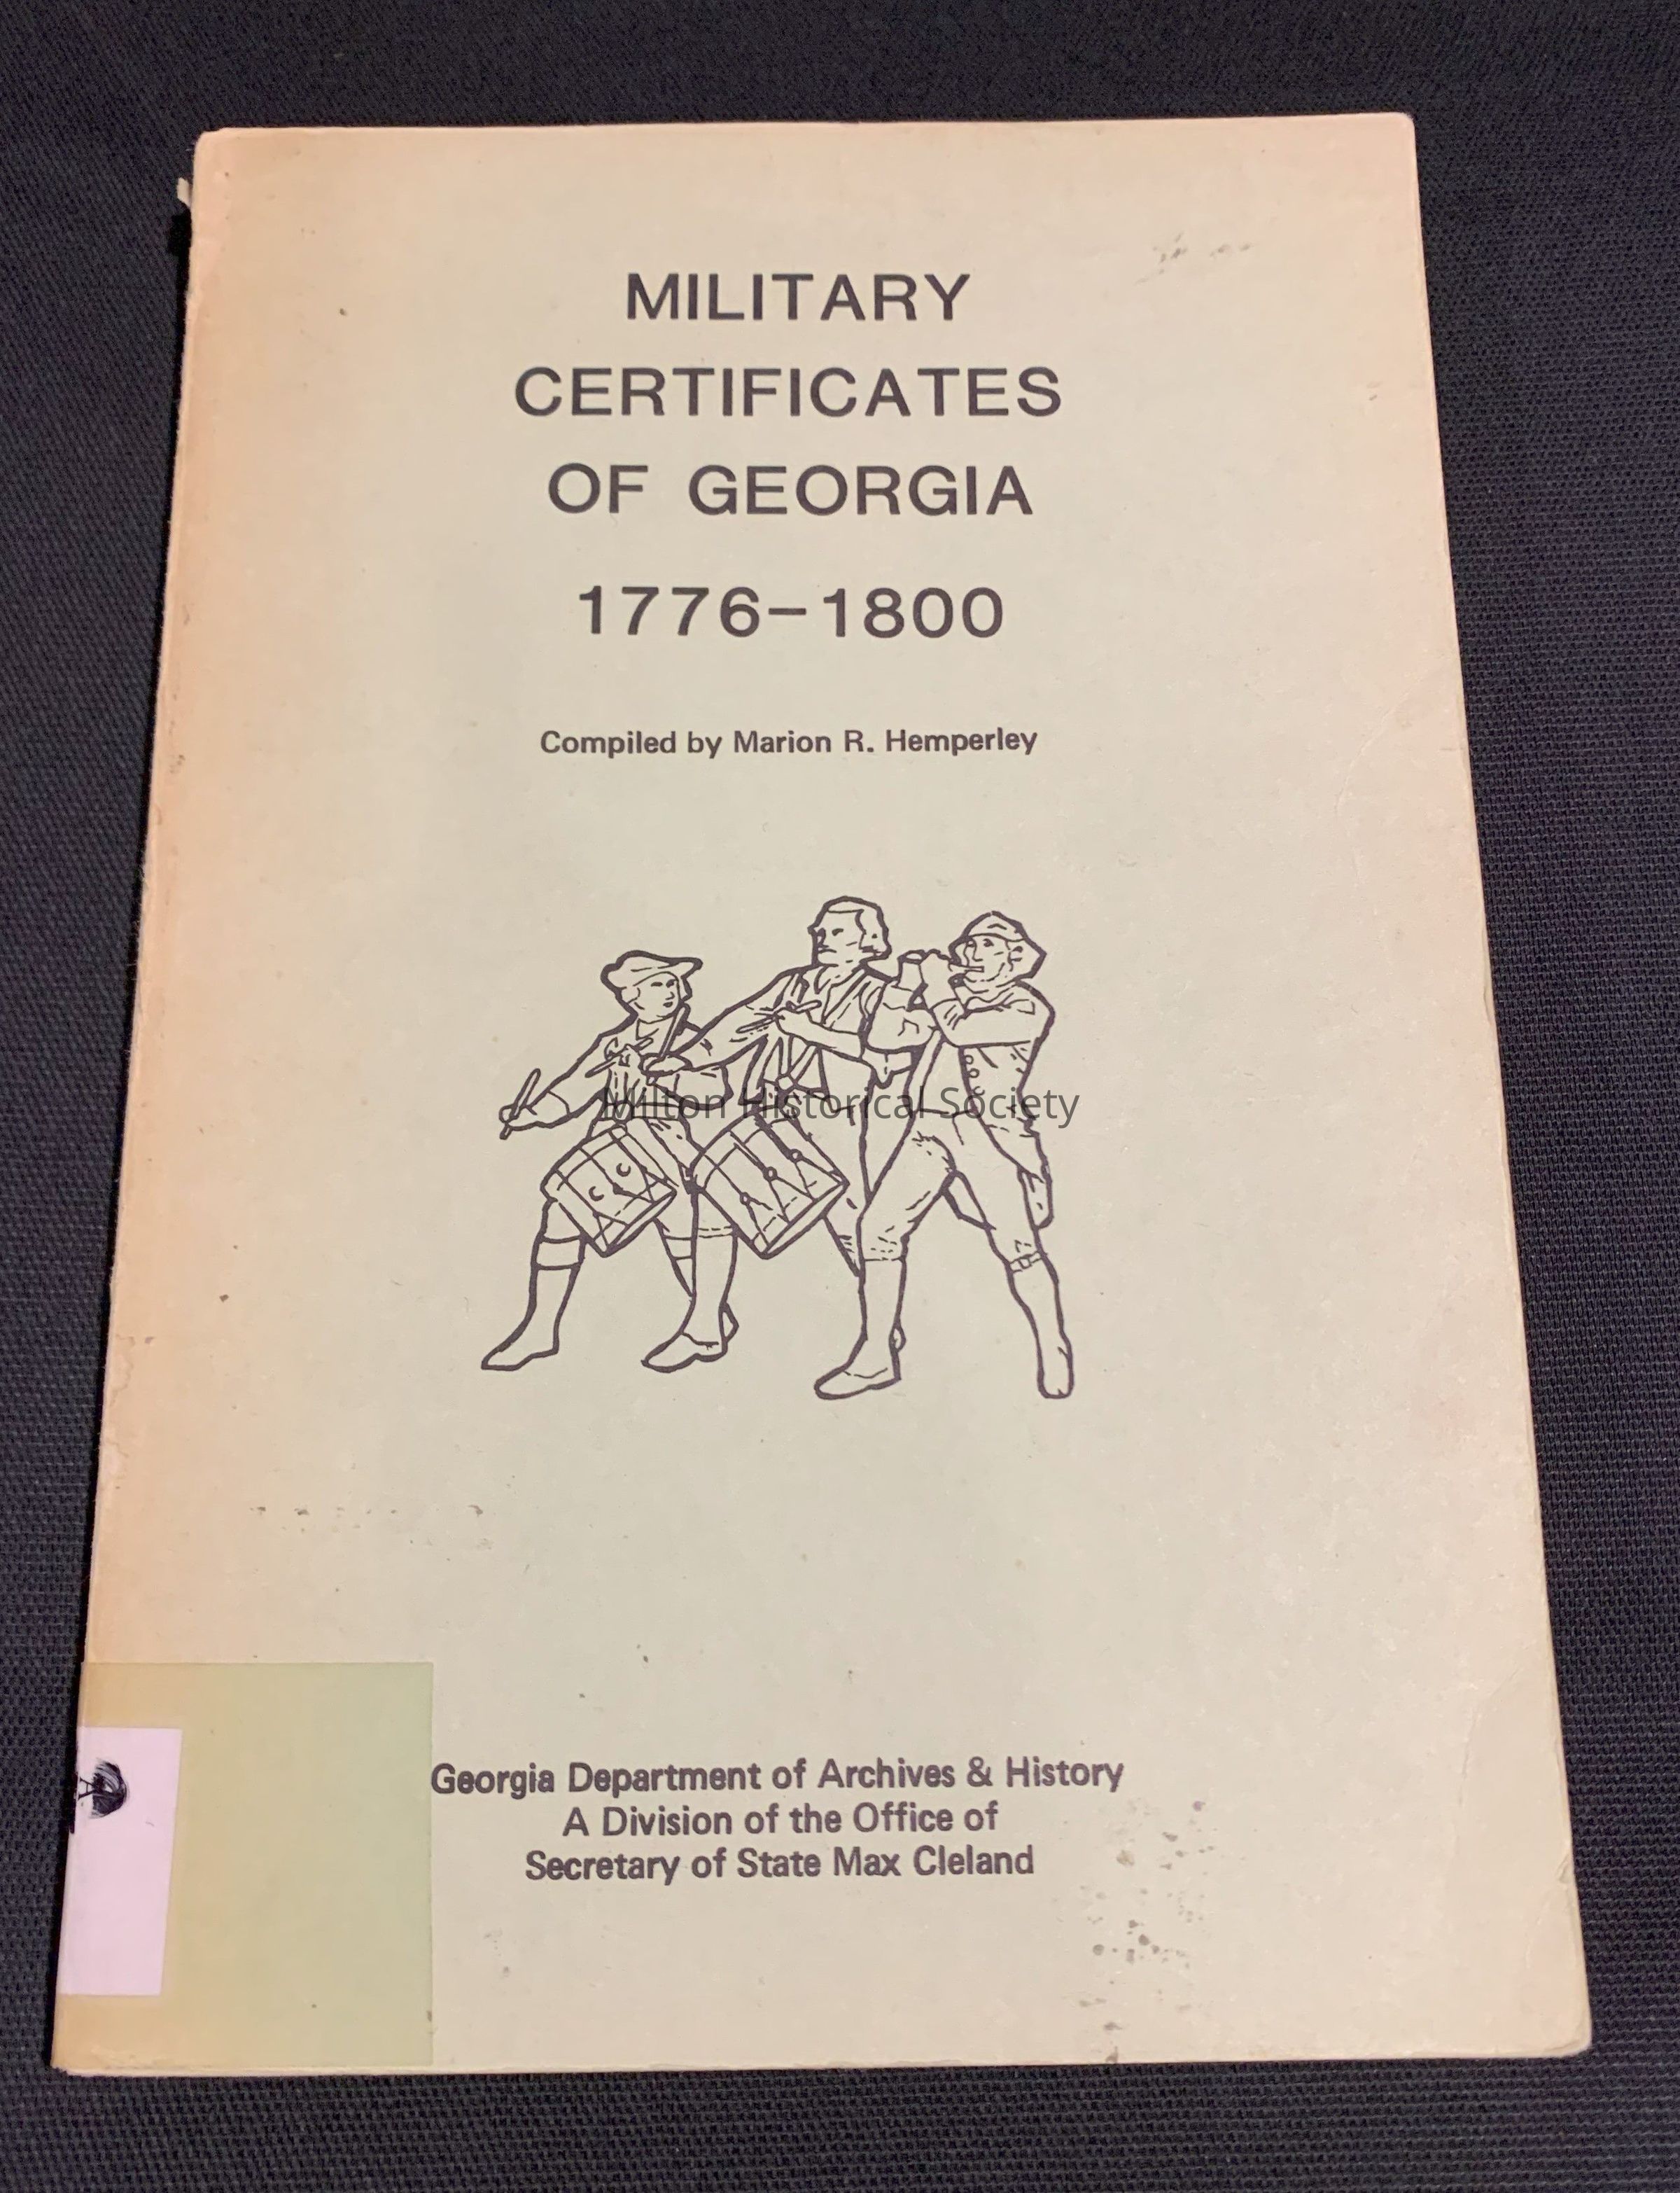 MILITARY
CERTIFICATES
OF GEORGIA
1776-1800
Compiled by Marion R. Hemperley
Milton Historical Society
Georgia Department of Archives & History
A Division of the Office of
Secretary of State Max Cleland